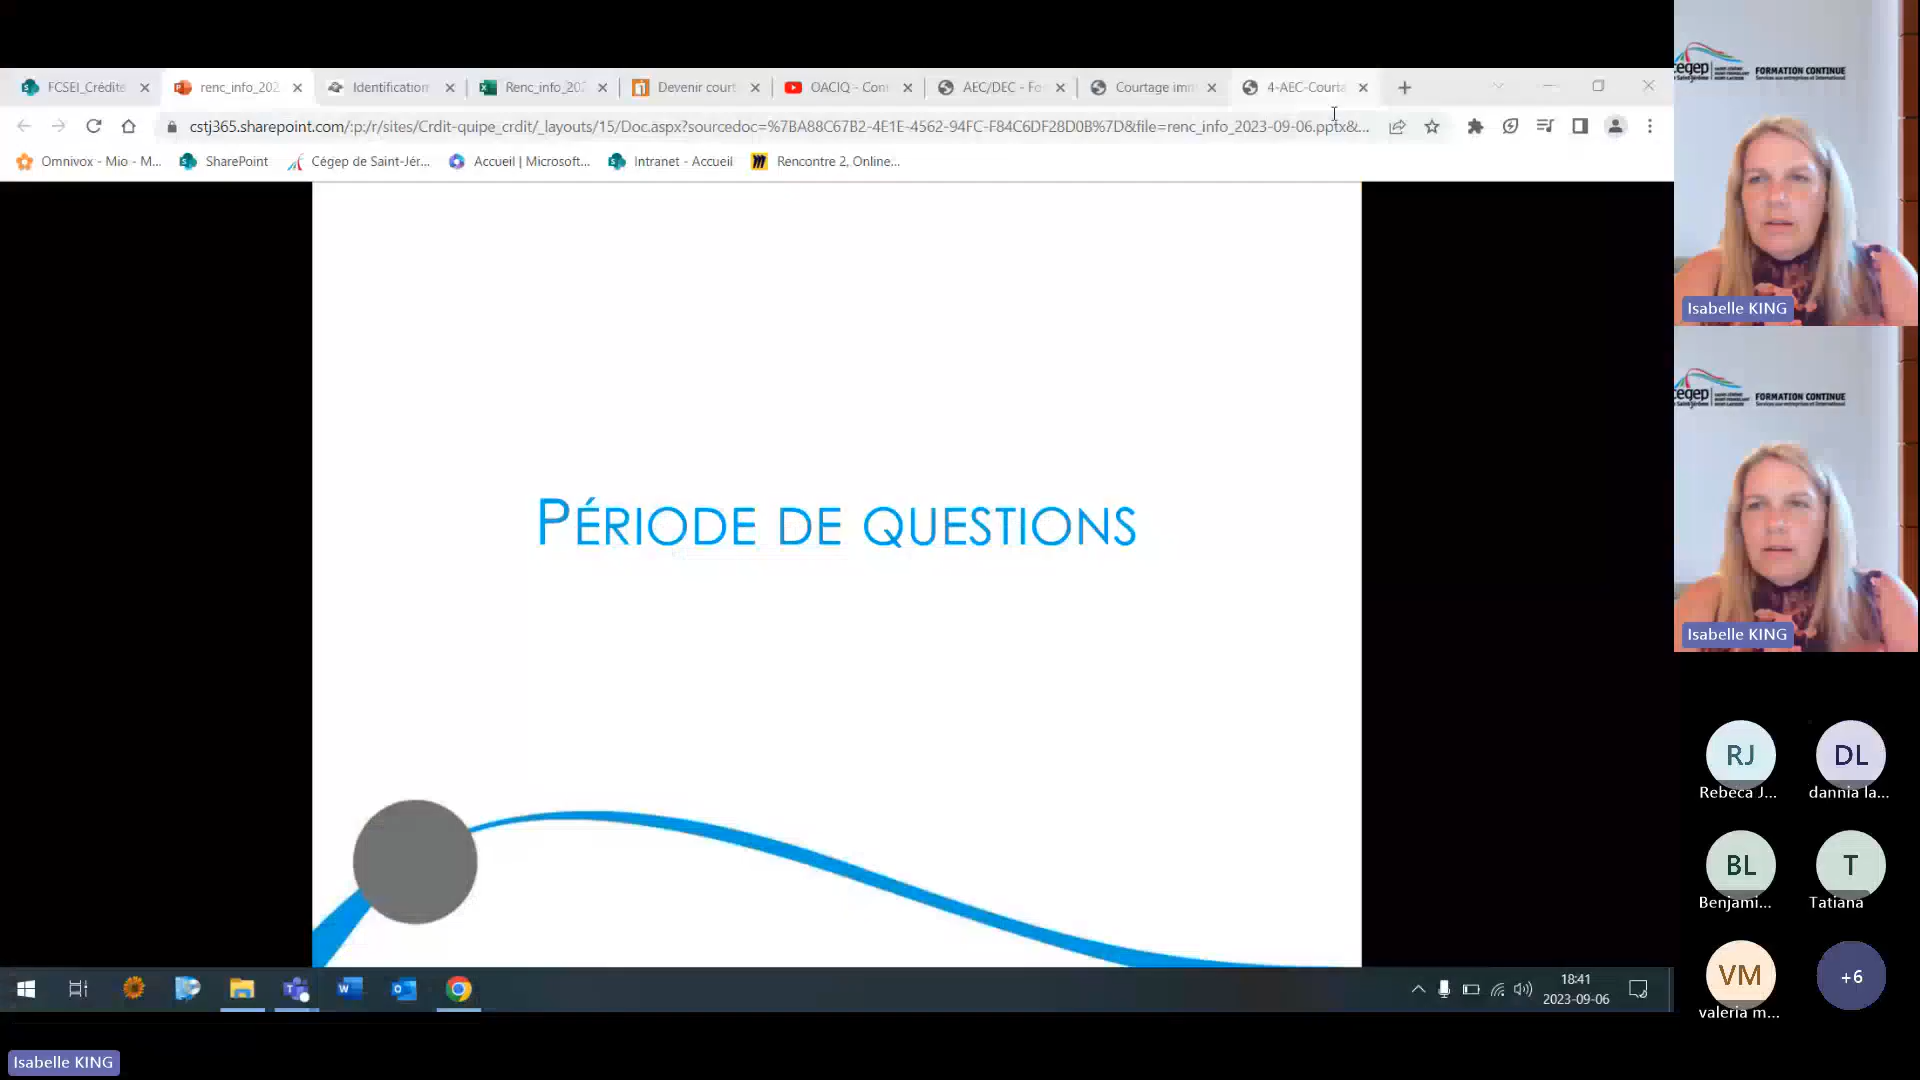 FCSEI_Crédite
renc_info_202
Identification
Renc_info_202
Devenir court
OACIQ - Con
AEC/DEC - Fo
Courtage imm
4-AEC-Courta
cstj365.sharepoint.com/:p:/r/sites/Crdit-quipe_crdit/_layouts/15/Doc.aspx?sourcedoc=%7BA88C67B2-4E1E-4562-94FC-F84C6DF28D0B%7D&file=renc_info_2023-09-06.pptx&...
Omnivox - Mio - M...
SharePoint
Cégep de Saint-Jér...
Accueil | Microsoft...
Intranet - Accueil
Rencontre 2, Online...
PÉRIODE DE QUESTIONS
18:41
2023-09-06
Isabelle KING
cégep
FORMATION CONTINUE
Isabelle KING
cégep
FORMATION CONTINUE
Isabelle KING
RJ
Rebeca J...
DL
dannia la...
BL
Benjami...
T
Tatiana
VM
valeria m...
+6